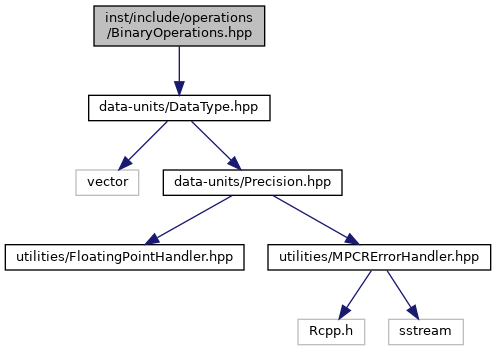 inst/include/operations
/BinaryOperations.hpp
data-units/DataType.hpp
vector
data-units/Precision.hpp
utilities/FloatingPointHandler.hpp
utilities/MPCRErrorHandler.hpp
Rcpp.h
sstream